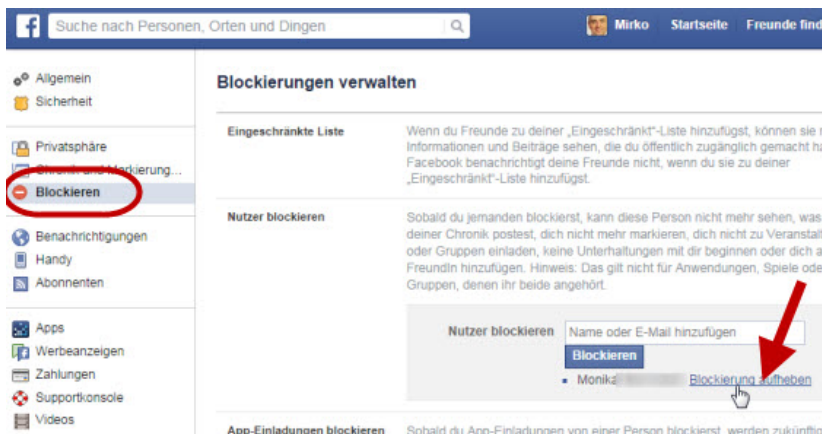 f Suche nach Personen, Orten und Dingen Mirko Startseite Freunde find
Allgemein
Sicherheit
Privatsphäre
Chronik und Markierung...
Blockieren
Benachrichtigungen
Handy
Abonnenten
Apps
Werbeanzeigen
Zahlungen
Supportkonsole
Videos
Blockierungen verwalten
Eingeschränkte Liste
Wenn du Freunde zu deiner „Eingeschränkt"-Liste hinzufügst, können sie
Informationen und Beiträge sehen, die du öffentlich zugänglich gemacht ha
Facebook benachrichtigt deine Freunde nicht, wenn du sie zu deiner
„Eingeschränkt"-Liste hinzufügst.
Nutzer blockieren
Sobald du jemanden blockierst, kann diese Person nicht mehr sehen, was
deiner Chronik postest, dich nicht mehr markieren, dich nicht zu Veranstal
oder Gruppen einladen, keine Unterhaltungen mit dir beginnen oder dich a
FreundIn hinzufügen. Hinweis: Das gilt nicht für Anwendungen, Spiele ode
Gruppen, denen ihr beide angehört.
Nutzer blockieren Name oder E-Mail hinzufügen
Blockieren
Monika Blockierung aufheben
App-Einladungen blockieren
Sobald du App-Einladungen von einer Person blockierst, werden zukünftig